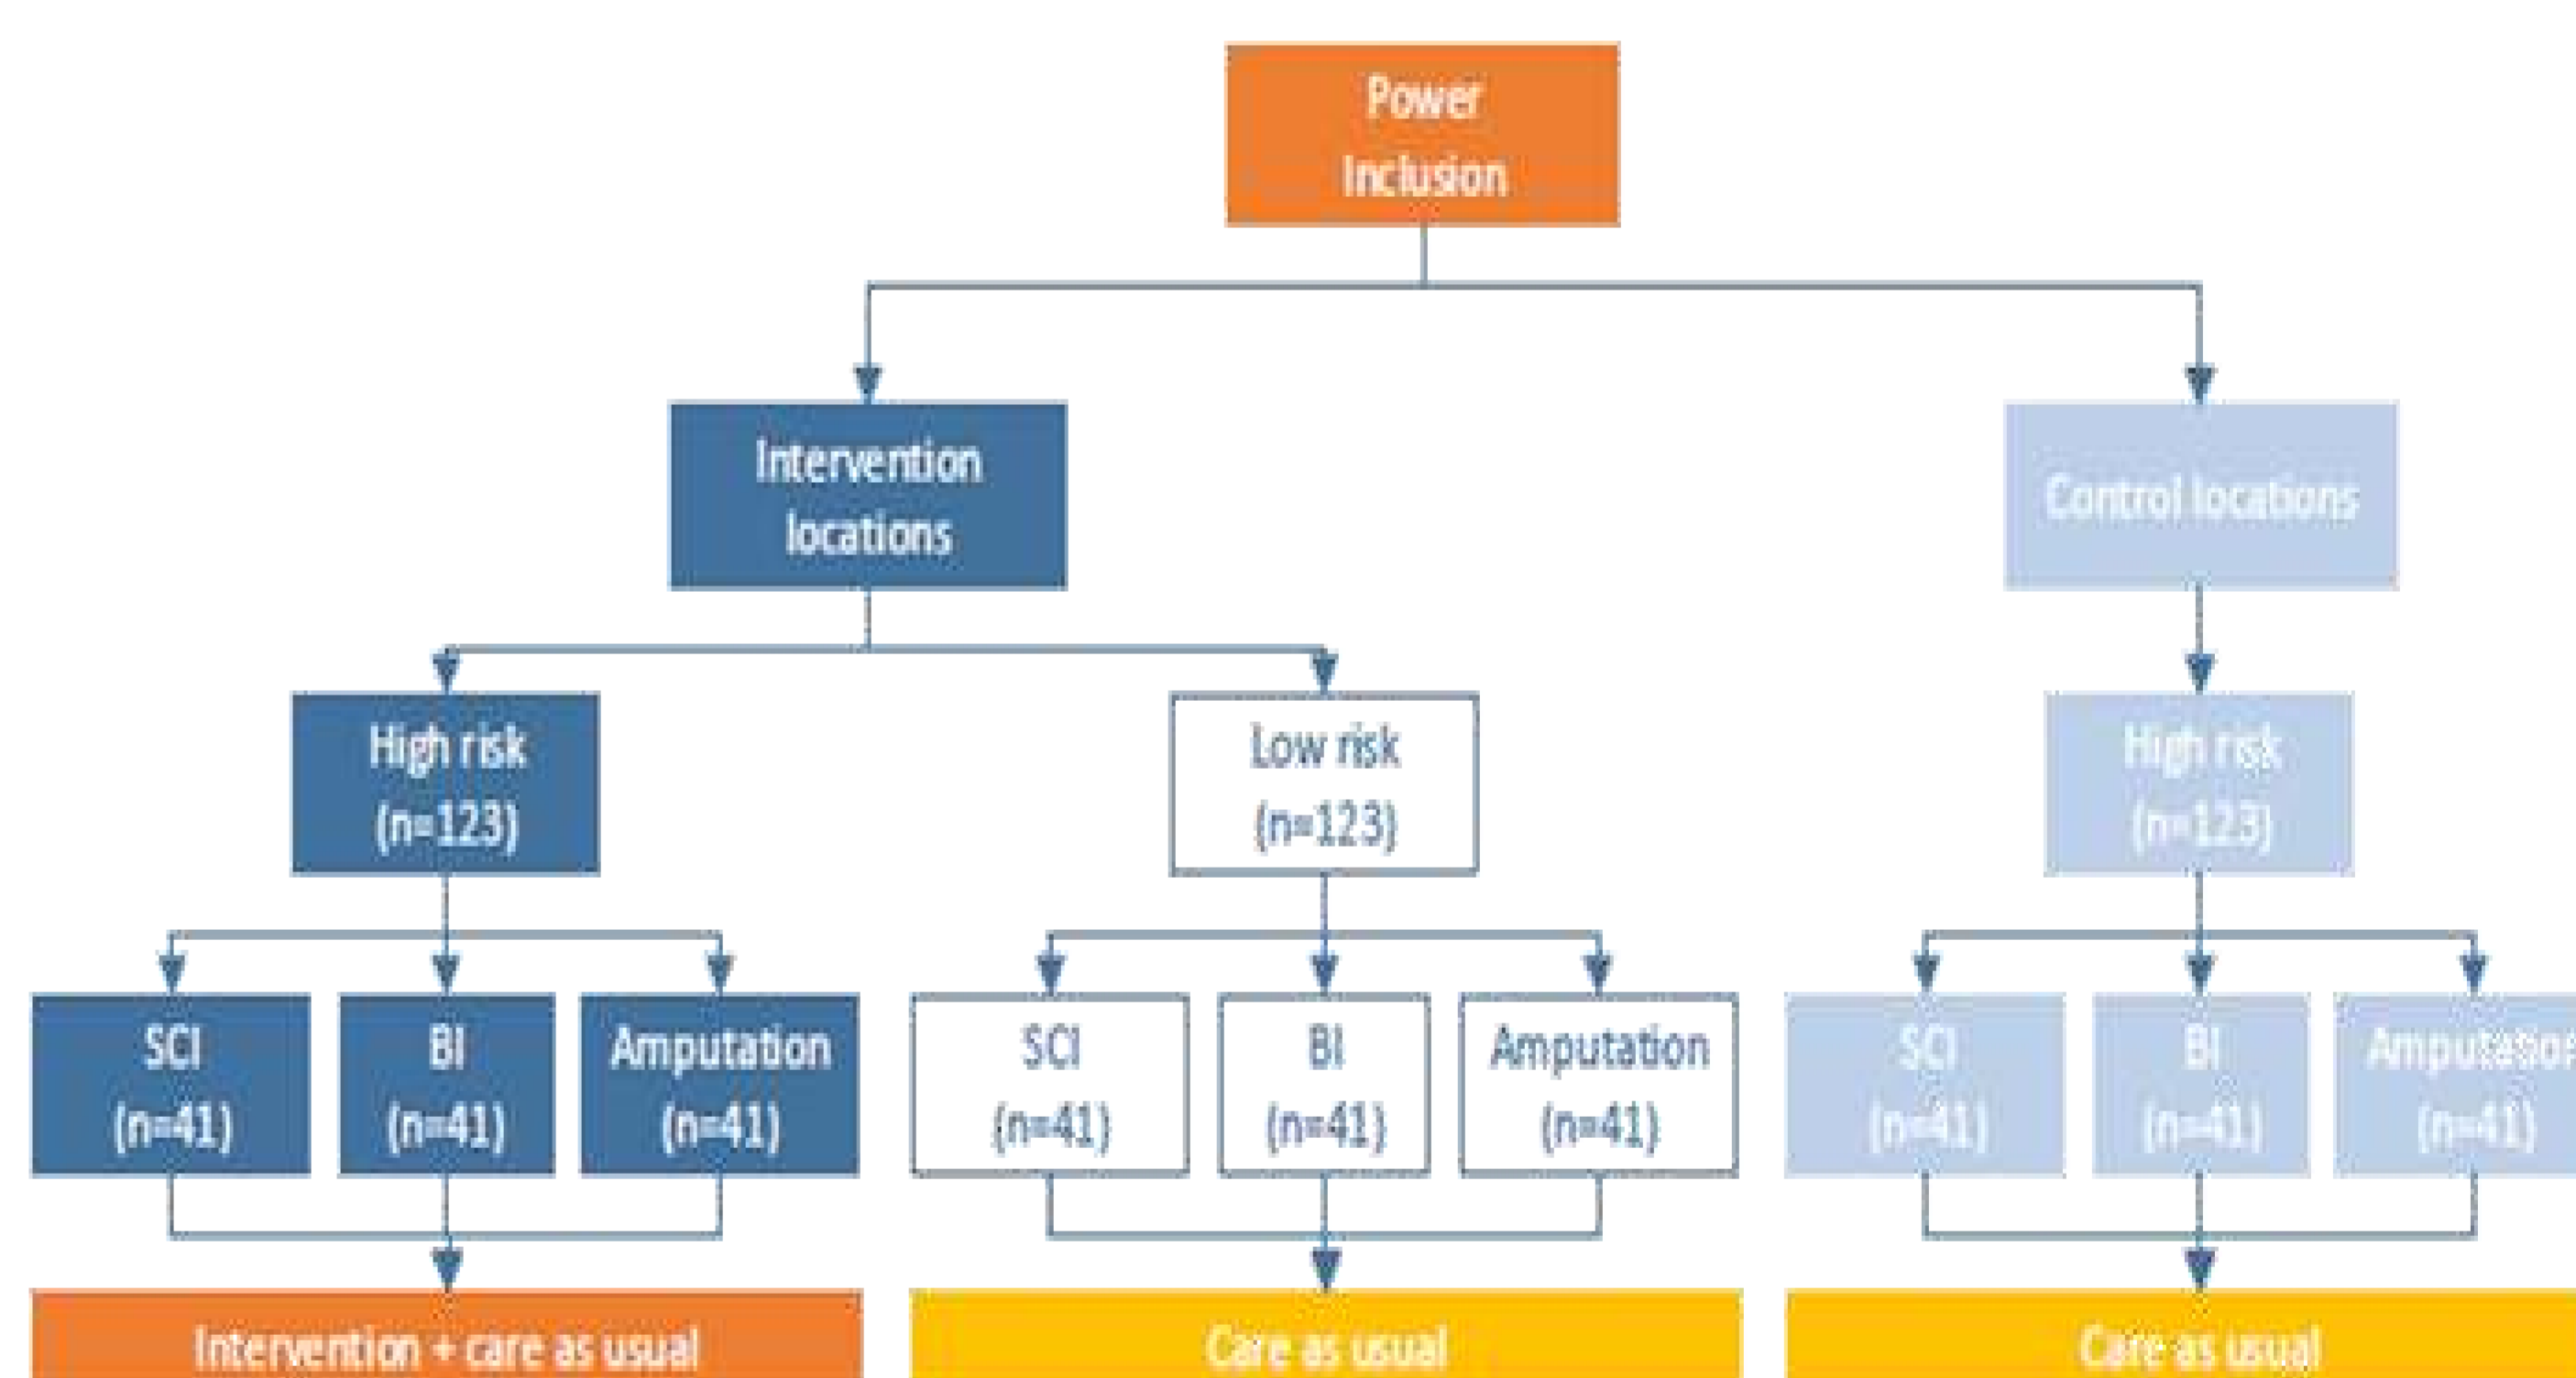 Power
Inclusion
Intervention
locations
Control locations
High risk
(n=123)
Low risk
(n=123)
High risk
(n=123)
SCI
(n=41)
BI
(n=41)
Amputation
(n=41)
SCI
(n=41)
BI
(n=41)
Amputation
(n=41)
SCI
(n=41)
BI
(n=41)
Amputation
(n=41)
Intervention + care as usual
Care as usual
Care as usual